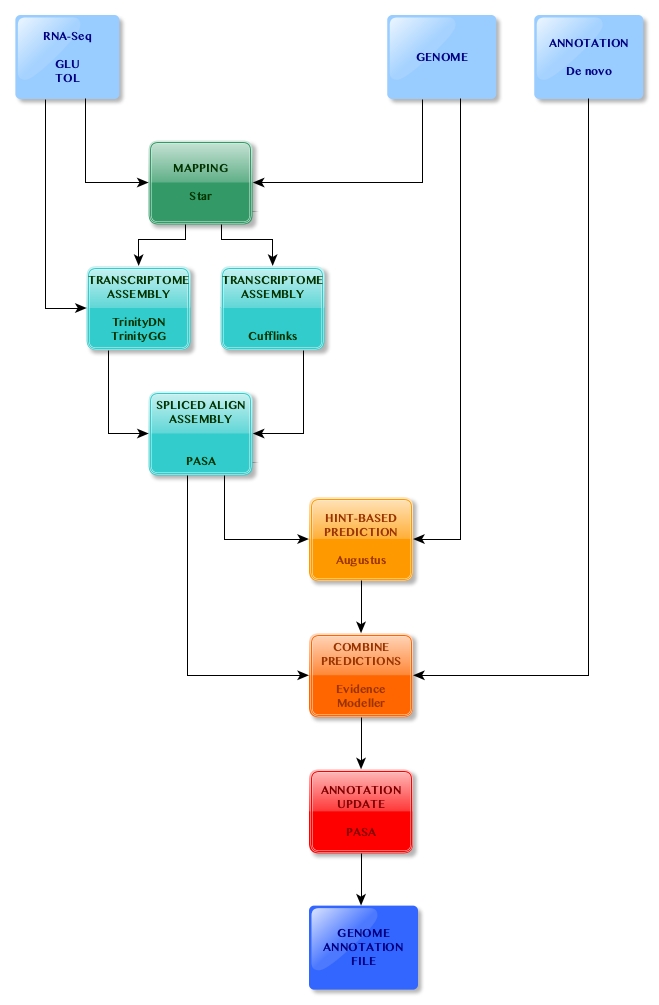 RNA-Seq
GLU
TOL
GENOME
ANNOTATION
De novo
MAPPING
Star
TRANSCRIPTOME
ASSEMBLY
TrinityDN
TrinityGG
TRANSCRIPTOME
ASSEMBLY
Cufflinks
SPLICED ALIGN
ASSEMBLY
PASA
HINT-BASED
PREDICTION
Augustus
COMBINE
PREDICTIONS
Evidence
Modeller
ANNOTATION
UPDATE
PASA
GENOME
ANNOTATION
FILE